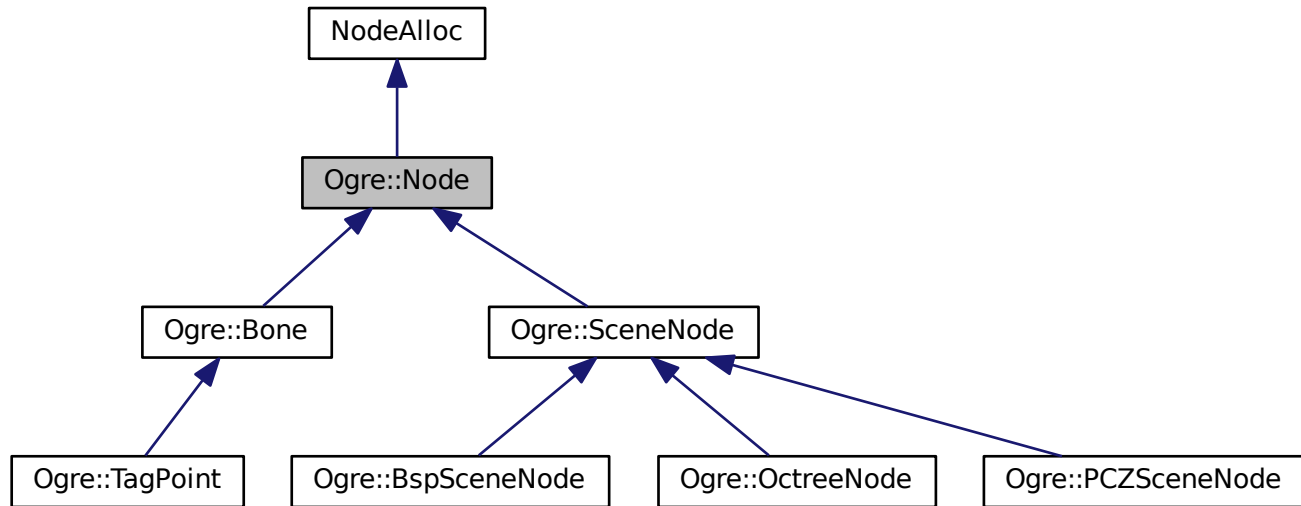 NodeAlloc
Ogre::Node
Ogre::Bone
Ogre::SceneNode
Ogre::TagPoint
Ogre::BspSceneNode
Ogre::OctreeNode
Ogre::PCZSceneNode